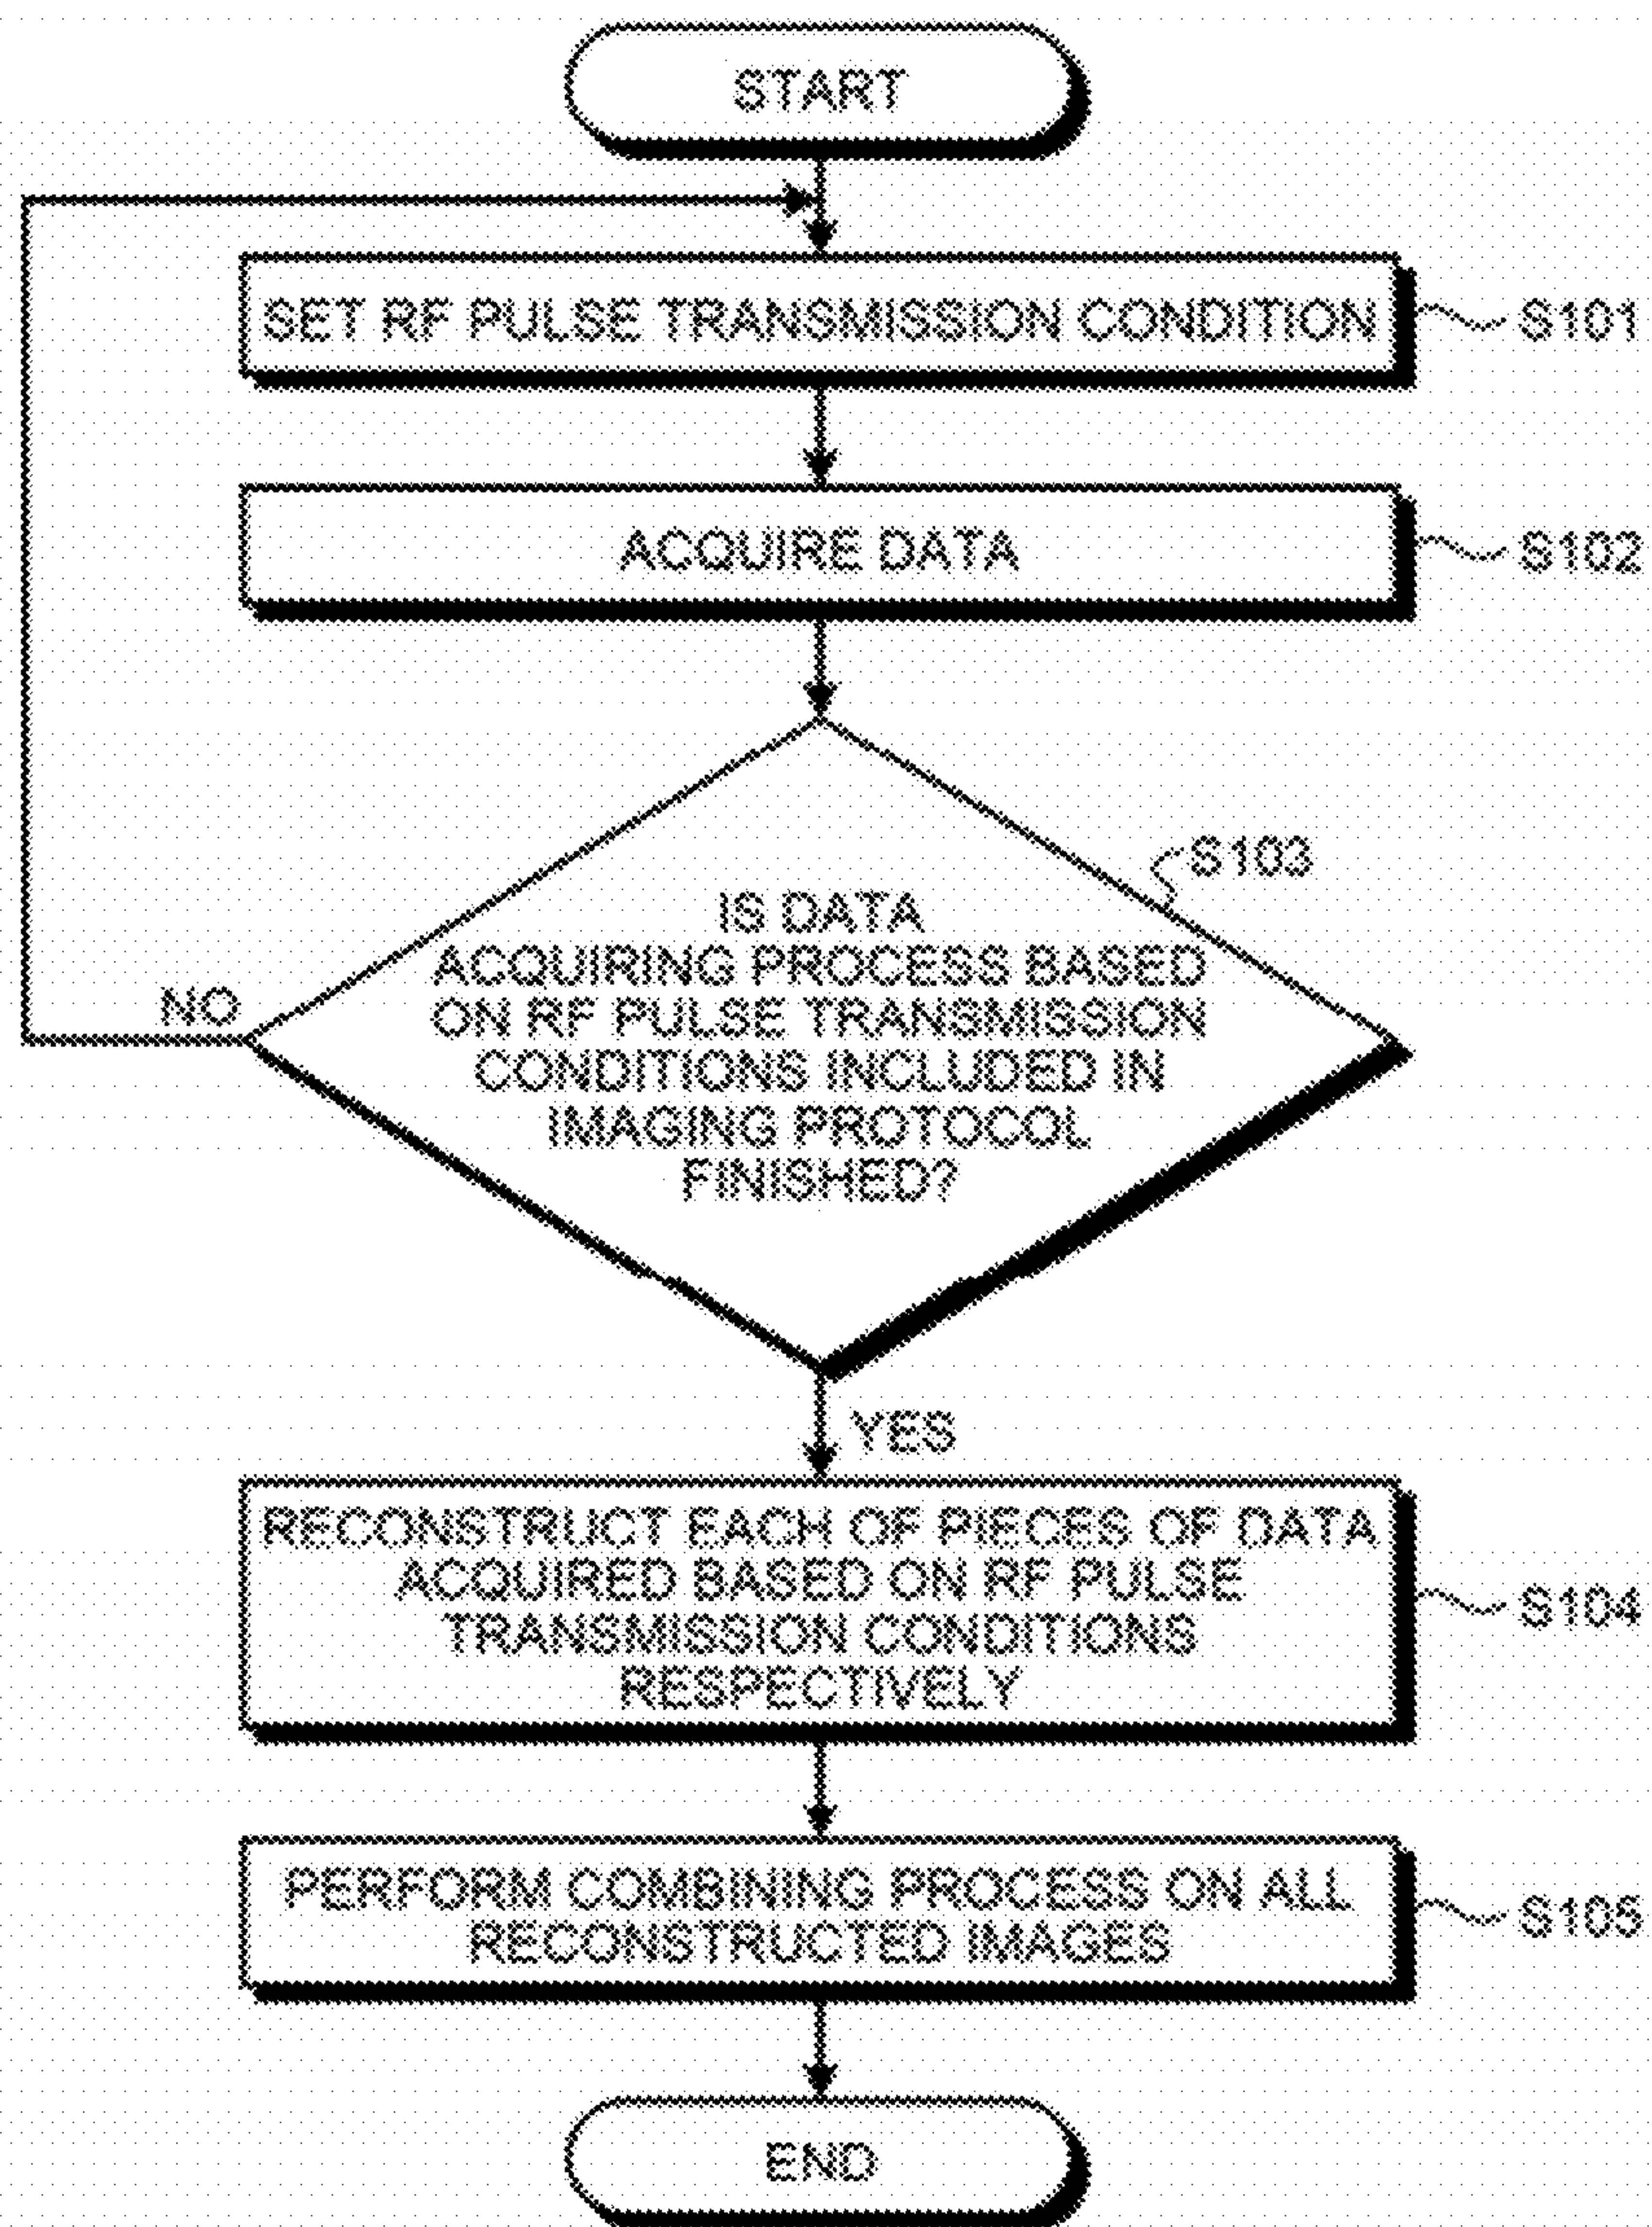 START
SET RF PULSE TRANSMISSION CONDITION
S101
ACQUIRE DATA
S102
S103
IS DATA
ACQUIRING PROCESS BASED
ON RF PULSE TRANSMISSION
CONDITIONS INCLUDED IN
IMAGING PROTOCOL
FINISHED?
NO
YES
RECONSTRUCT EACH OF PIECES OF DATA
ACQUIRED BASED ON RF PULSE
TRANSMISSION CONDITIONS
RESPECTIVELY
S104
PERFORM COMBINING PROCESS ON ALL
RECONSTRUCTED IMAGES
S105
END